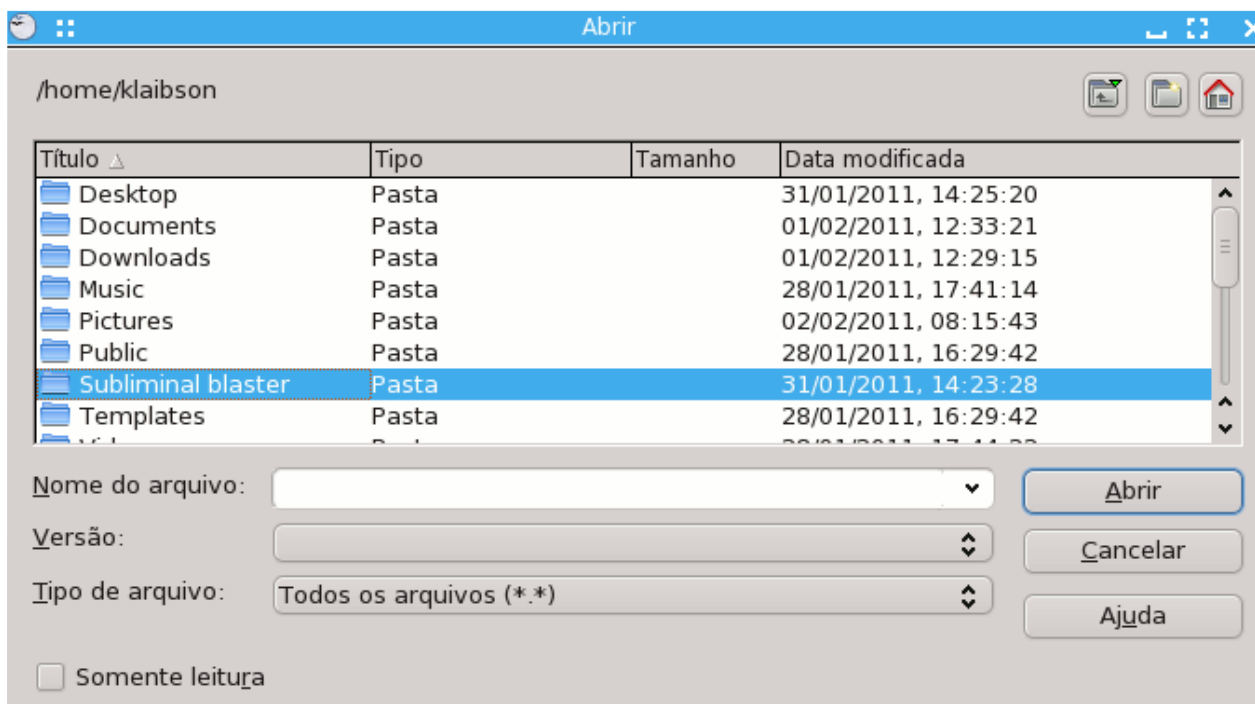 Abrir
/home/klaibson
Título Tipo Tamanho Data modificada
Desktop Pasta 31/01/2011, 14:25:20
Documents Pasta 01/02/2011, 12:33:21
Downloads Pasta 01/02/2011, 12:29:15
Music Pasta 28/01/2011, 17:41:14
Pictures Pasta 02/02/2011, 08:15:43
Public Pasta 28/01/2011, 16:29:42
Subliminal blaster Pasta 31/01/2011, 14:23:28
Templates Pasta 28/01/2011, 16:29:42
Nome do arquivo: Abrir
Versão: Cancelar
Tipo de arquivo: Todos os arquivos (*.*)
Ajuda
Somente leitura